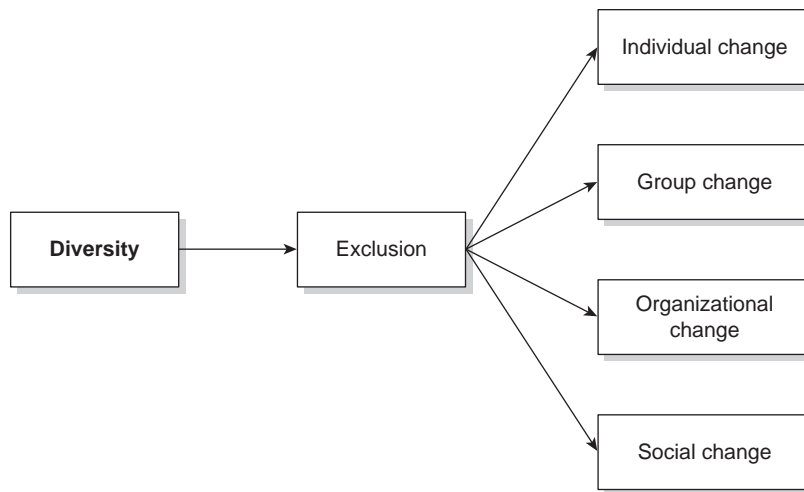 Individual change
Group change
Diversity
Exclusion
Organizational
change
Social change